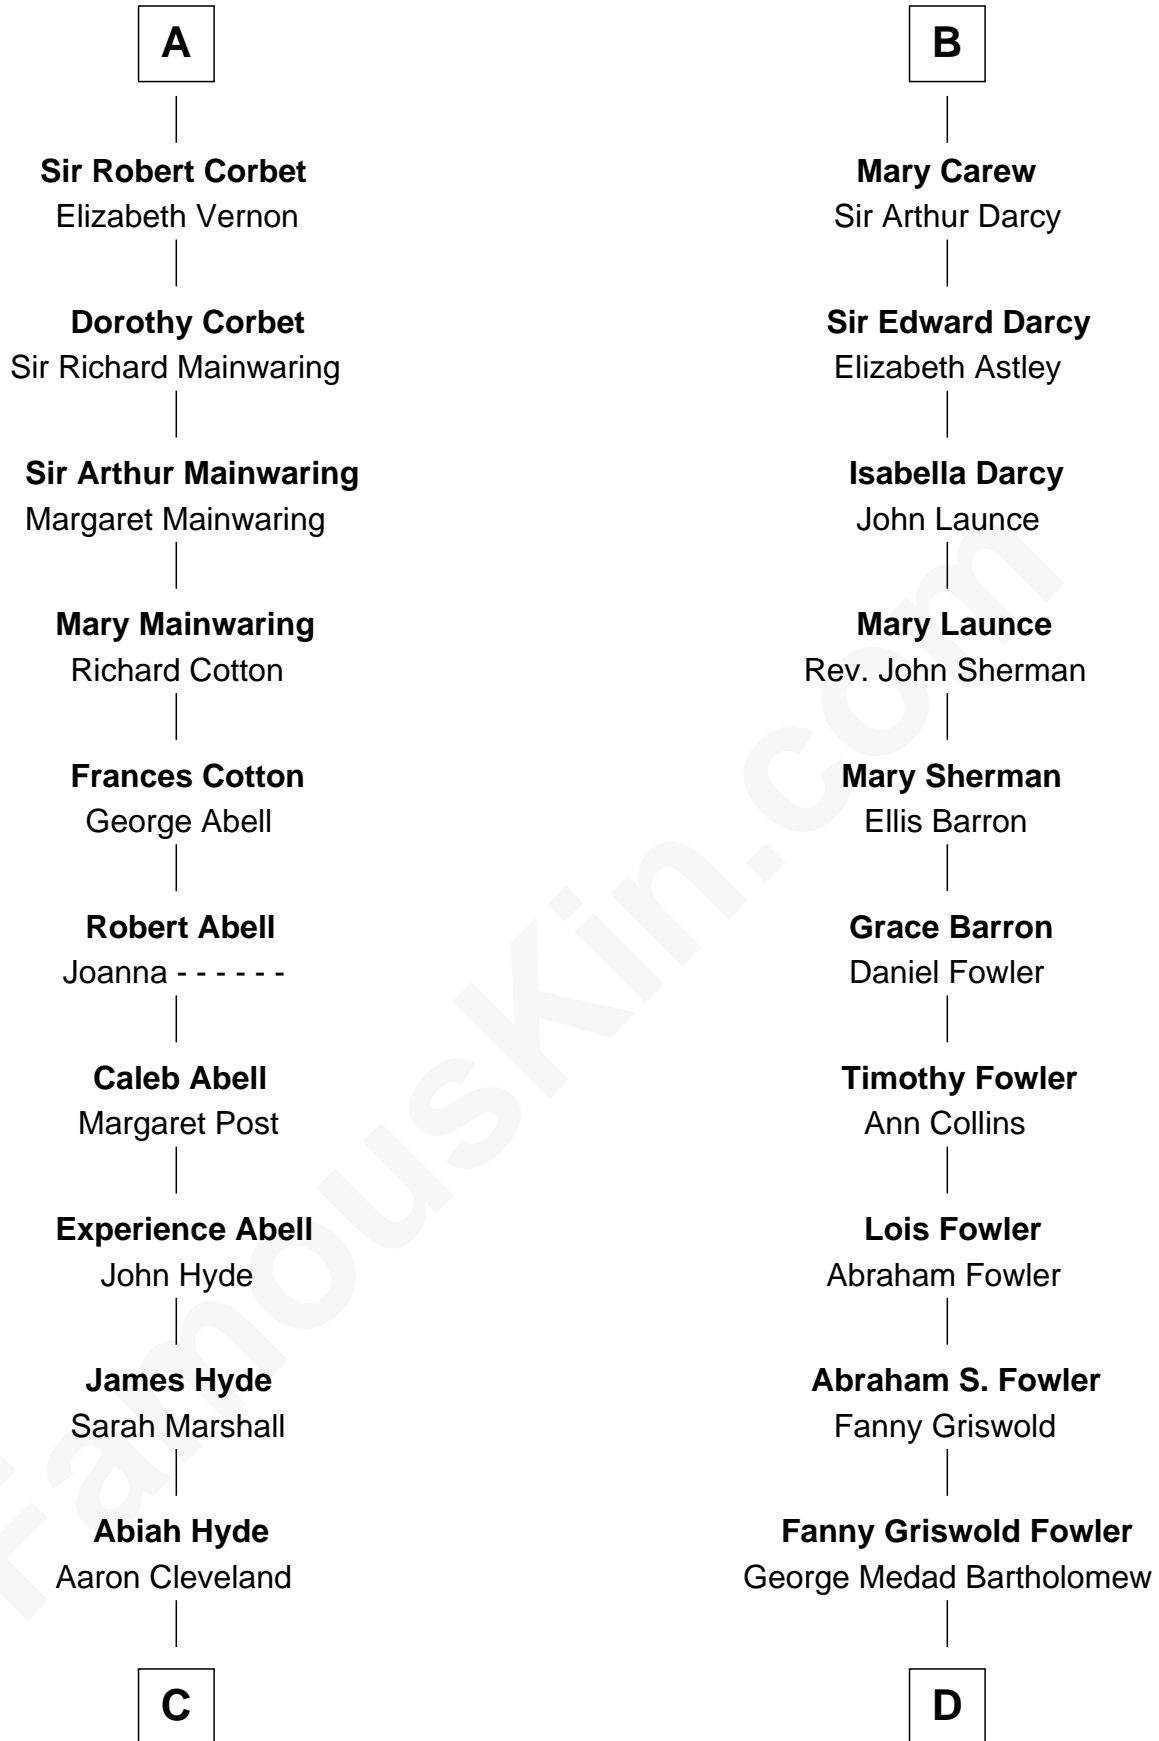 A
Sir Robert Corbet
Elizabeth Vernon
Dorothy Corbet
Sir Richard Mainwaring
Sir Arthur Mainwaring
Margaret Mainwaring
Mary Mainwaring
Richard Cotton
Frances Cotton
George Abell
Robert Abell
Joanna - - - - - -
Caleb Abell
Margaret Post
Experience Abell
John Hyde
James Hyde
Sarah Marshall
Abiah Hyde
Aaron Cleveland
C
B
Mary Carew
Sir Arthur Darcy
Sir Edward Darcy
Elizabeth Astley
Isabella Darcy
John Launce
Mary Launce
Rev. John Sherman
Mary Sherman
Ellis Barron
Grace Barron
Daniel Fowler
Timothy Fowler
Ann Collins
Lois Fowler
Abraham Fowler
Abraham S. Fowler
Fanny Griswold
Fanny Griswold Fowler
George Medad Bartholomew
D
FamousKin.com